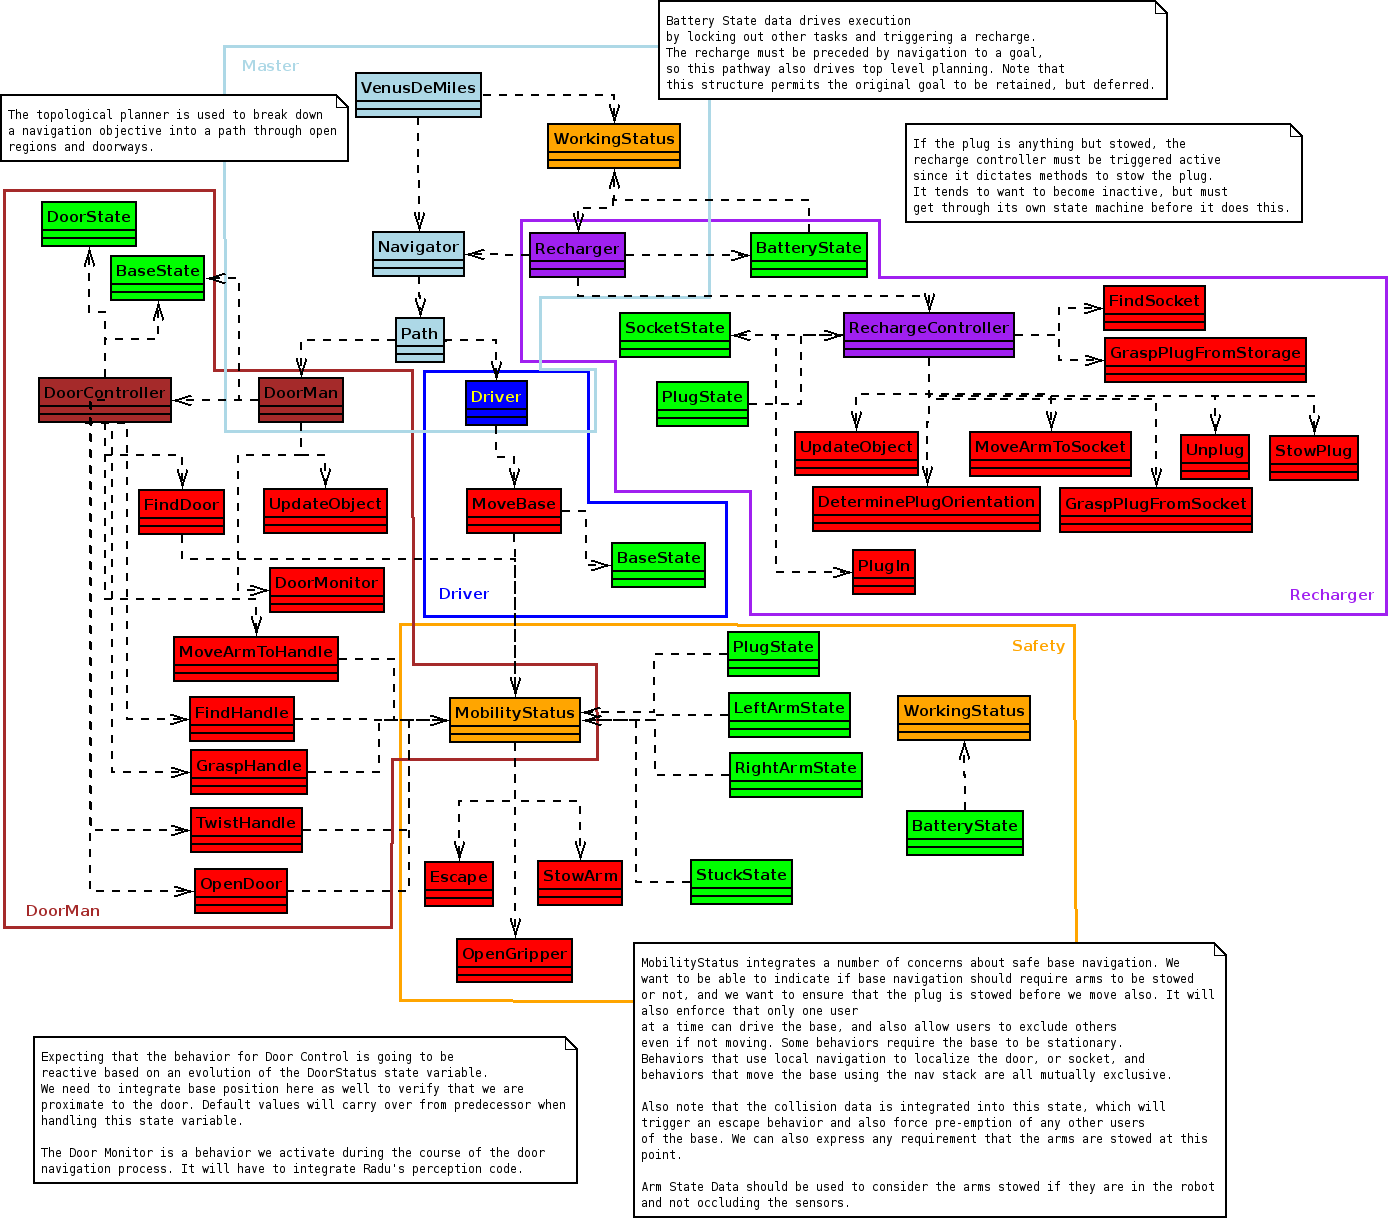 Battery State data drives execution
by locking out other tasks and triggering a recharge.
The recharge must be preceded by navigation to a goal,
so this pathway also drives top level planning. Note that
this structure permits the original goal to be retained, but deferred.
Master
VenusDeMiles
The topological planner is used to break down
a navigation objective into a path through open
regions and doorways.
WorkingStatus
If the plug is anything but stowed, the
recharge controller must be triggered active
since it dictates methods to stow the plug.
It tends to want to become inactive, but must
get through its own state machine before it does this.
DoorState
BaseState
Navigator
Recharger
BatteryState
Path
SocketState
RechargeController
FindSocket
GraspPlugFromStorage
DoorController
DoorMan
Driver
PlugState
UpdateObject
MoveArmToSocket
Unplug
StowPlug
FindDoor
UpdateObject
MoveBase
DeterminePlugOrientation
GraspPlugFromSocket
BaseState
PlugIn
DoorMonitor
Driver
Recharger
MoveArmToHandle
PlugState
Safety
FindHandle
MobilityStatus
LeftArmState
WorkingStatus
GraspHandle
RightArmState
TwistHandle
BatteryState
OpenDoor
Escape
StowArm
StuckState
DoorMan
OpenGripper
MobilityStatus integrates a number of concerns about safe base navigation. We
want to be able to indicate if base navigation should require arms to be stowed
or not, and we want to ensure that the plug is stowed before we move also. It will
also enforce that only one user
at a time can drive the base, and also allow users to exclude others
even if not moving. Some behaviors require the base to be stationary.
Behaviors that use local navigation to localize the door, or socket, and
behaviors that move the base using the nav stack are all mutually exclusive.
Also note that the collision data is integrated into this state, which will
trigger an escape behavior and also force pre-emption of any other users
of the base. We can also express any requirement that the arms are stowed at this
point.
Arm State Data should be used to consider the arms stowed if they are in the robot
and not occluding the sensors.
Expecting that the behavior for Door Control is going to be
reactive based on an evolution of the DoorStatus state variable.
We need to integrate base position here as well to verify that we are
proximate to the door. Default values will carry over from predecessor when
handling this state variable.
The Door Monitor is a behavior we activate during the course of the door
navigation process. It will have to integrate Radu's perception code.